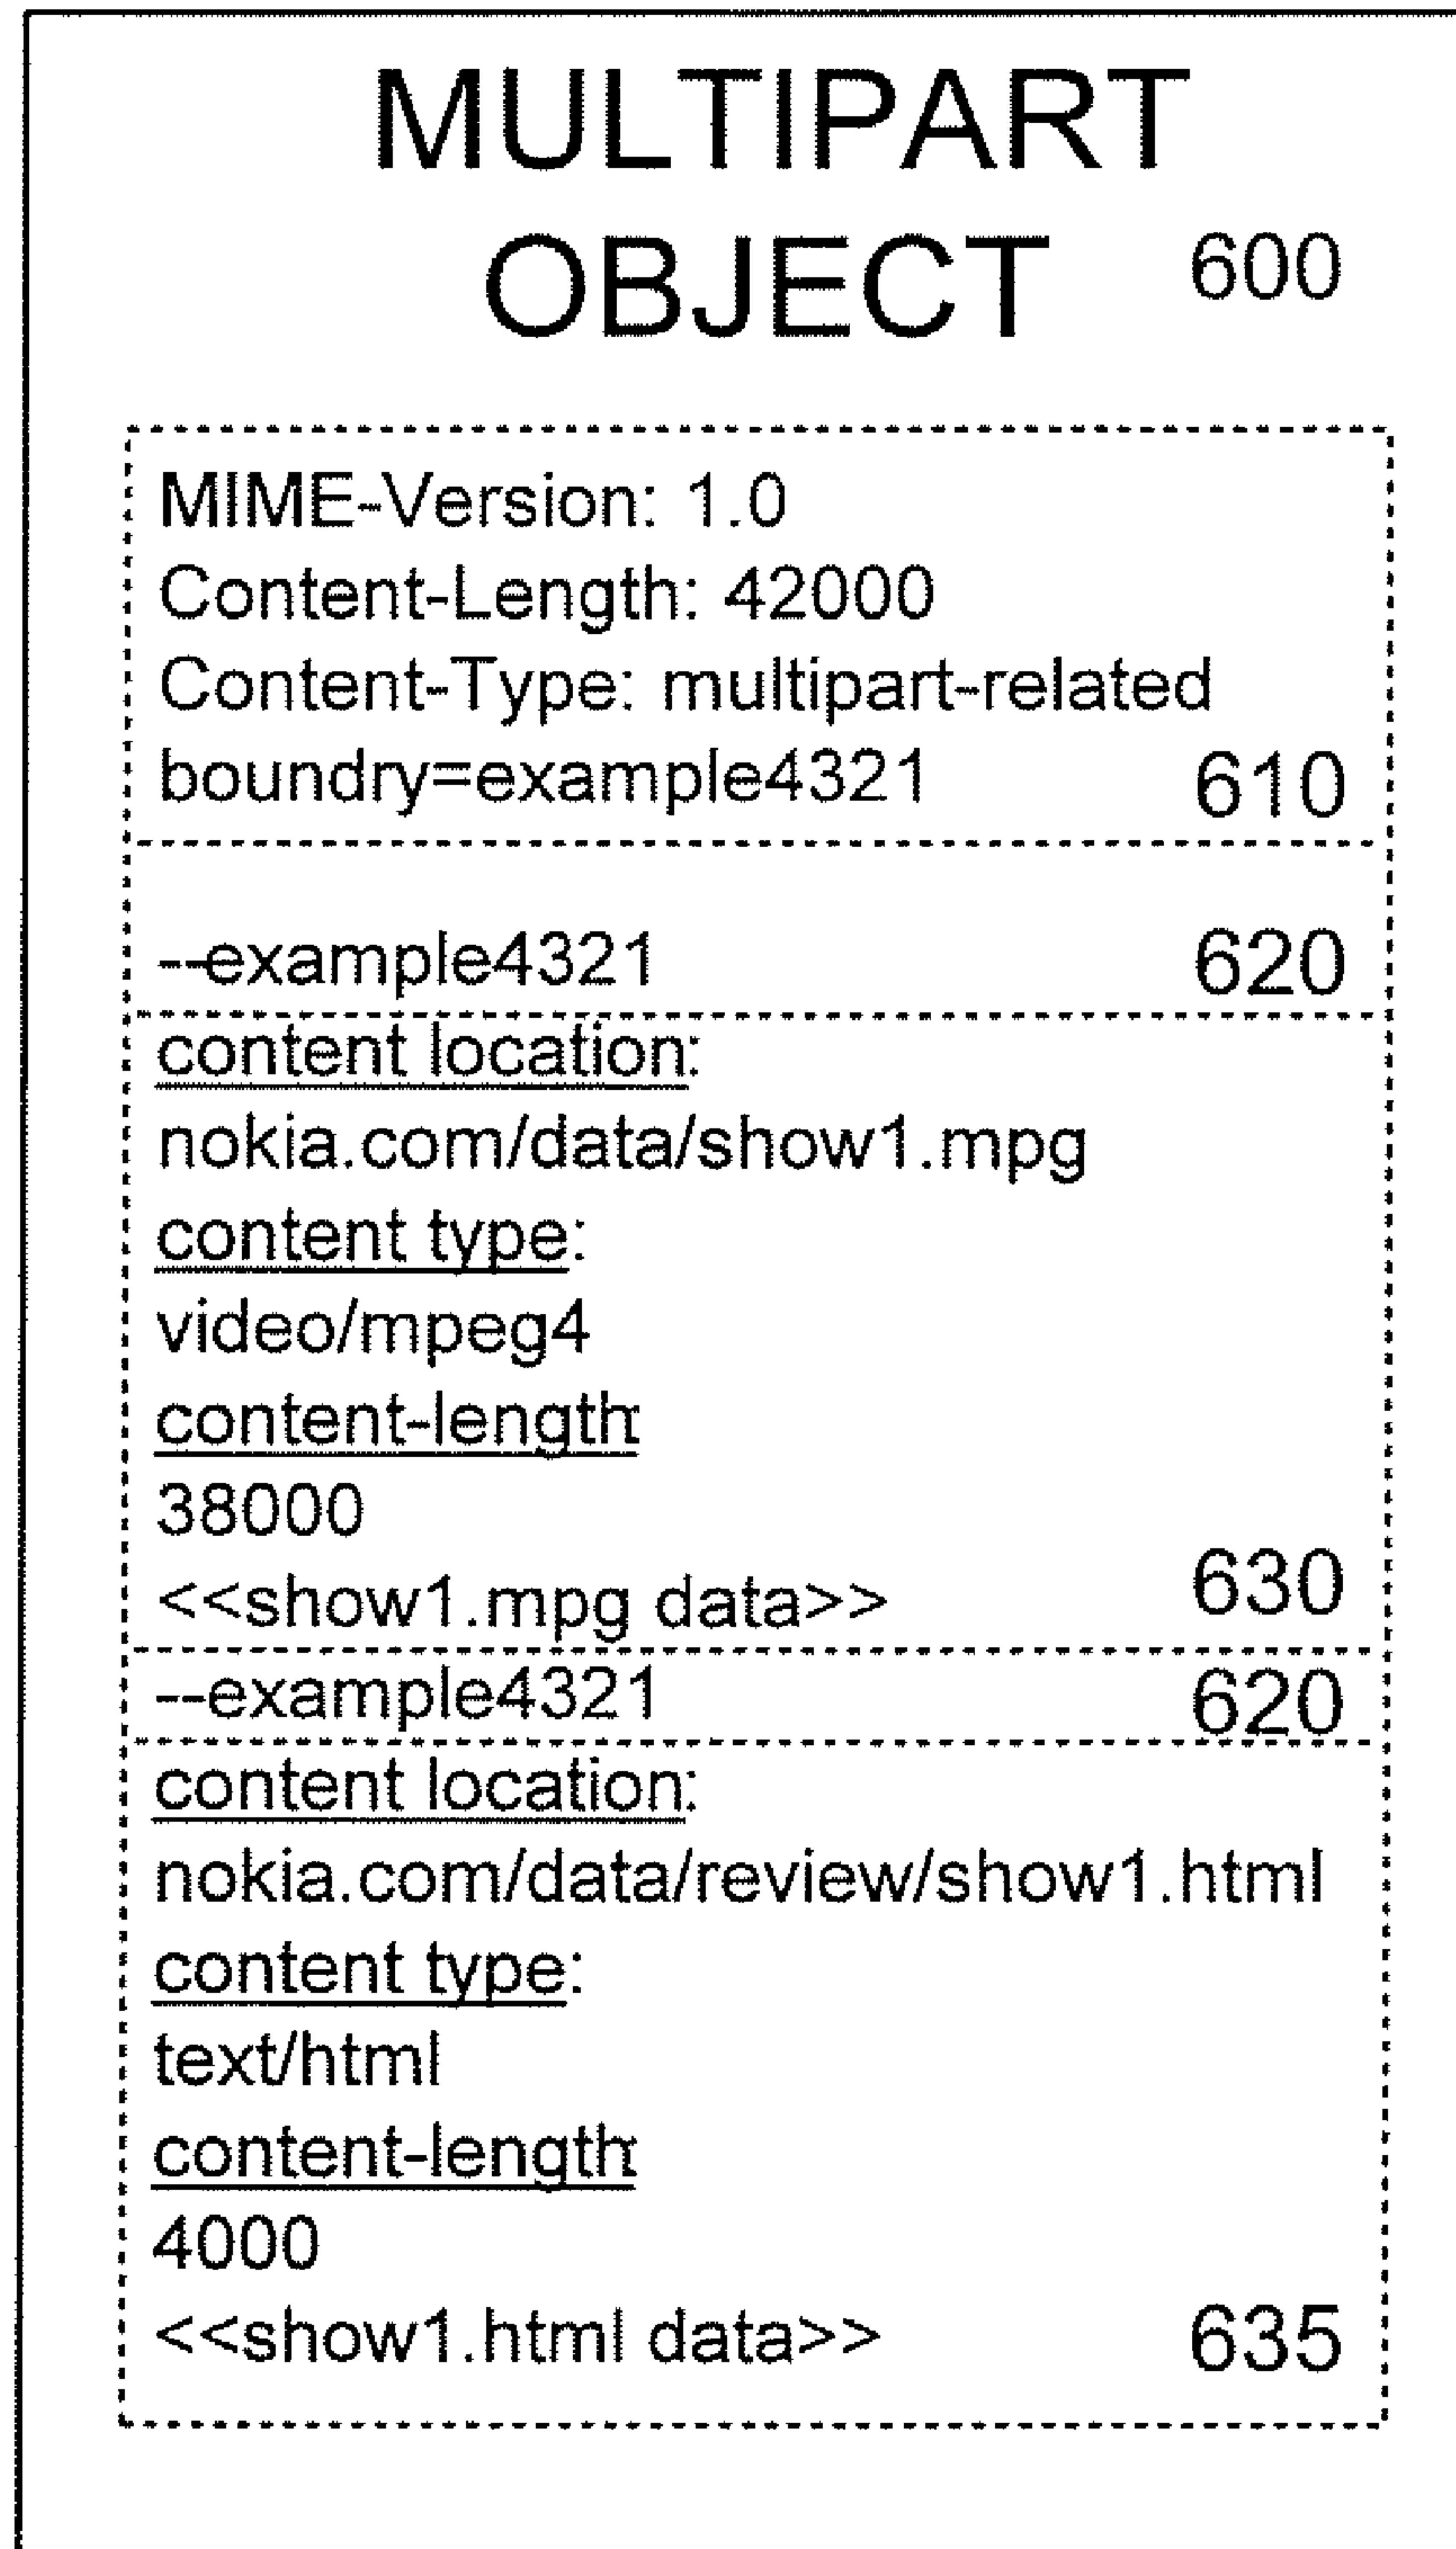 MULTIPART
OBJECT 600
MIME-Version: 1.0
Content-Length: 42000
Content-Type: multipart-related
boundry=example4321 610
--example4321 620
content location:
nokia.com/data/show1.mpg
content type:
video/mpeg4
content-length:
38000
<<show1.mpg data>> 630
--example4321 620
content location:
nokia.com/data/review/show1.html
content type:
text/html
content-length:
4000
<<show1.html data>> 635